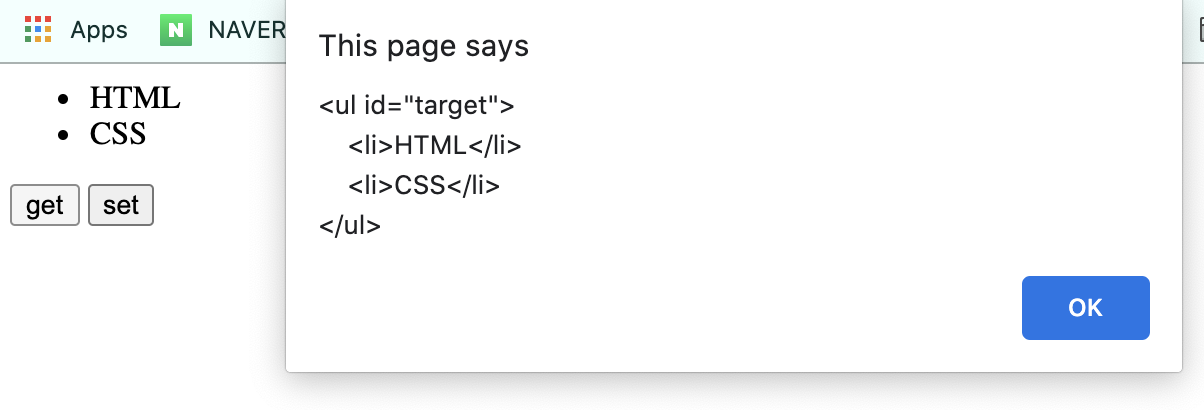 Apps
N NAVER
This page says
<ul id="target">
    <li>HTML</li>
    <li>CSS</li>
</ul>
OK
• HTML
• CSS
get set